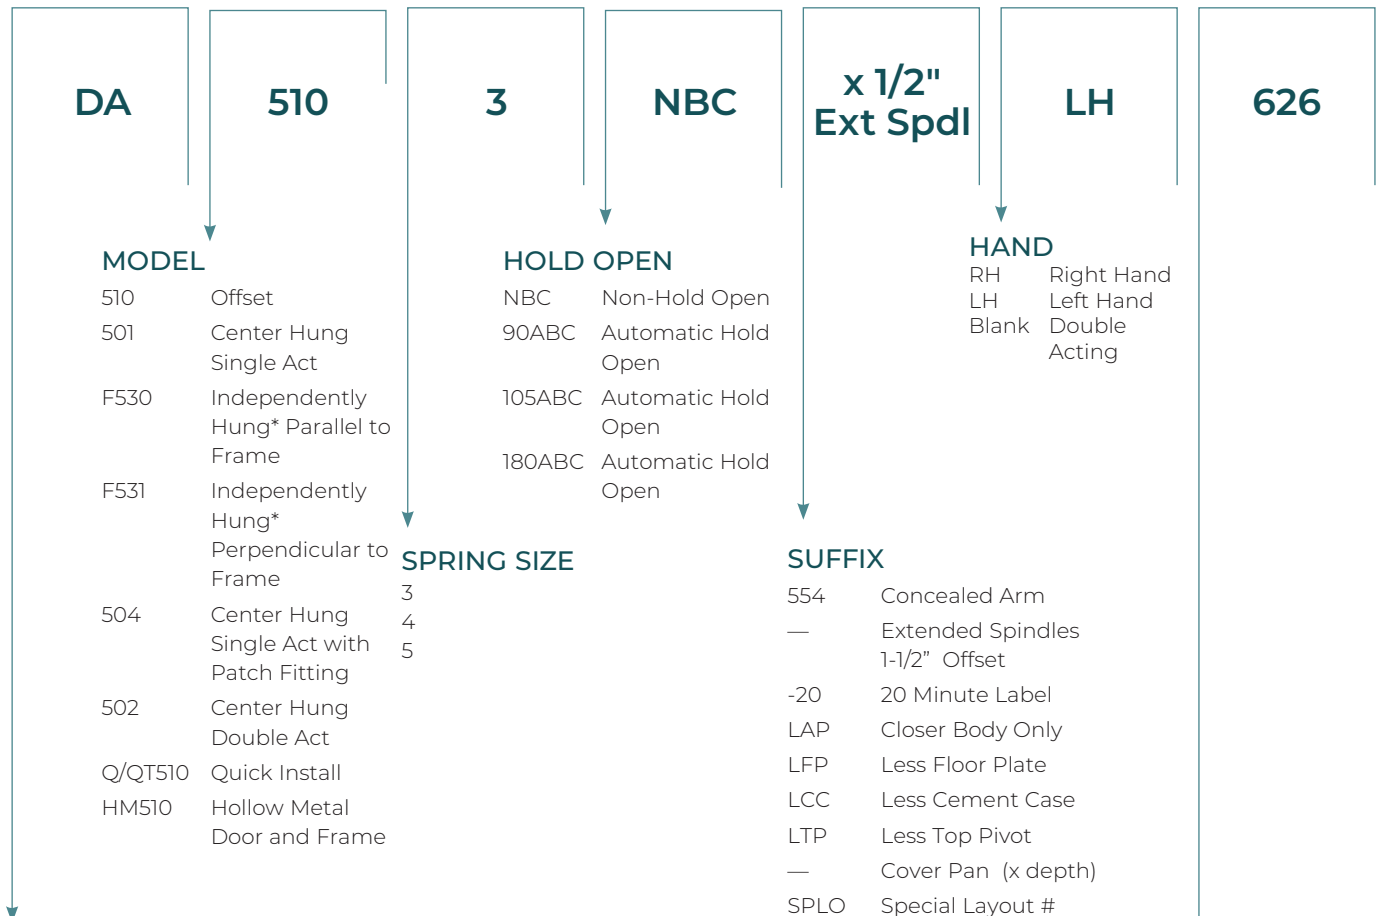 DA 510 3 NBC x 1/2"
Ext Spdl LH 626
MODEL
510 Offset
501 Center Hung
Single Act
F530 Independently
Hung* Parallel to
Frame
F531 Independently
Hung*
Perpendicular to
Frame
504 Center Hung
Single Act with
Patch Fitting
502 Center Hung
Double Act
Q/QT510 Quick Install
HM510 Hollow Metal
Door and Frame
SPRING SIZE
3
4
5
HOLD OPEN
NBC Non-Hold Open
90ABC Automatic Hold
Open
105ABC Automatic Hold
Open
180ABC Automatic Hold
Open
SUFFIX
554 Concealed Arm
— Extended Spindles
1-1/2” Offset
-20 20 Minute Label
LAP Closer Body Only
LFP Less Floor Plate
LCC Less Cement Case
LTP Less Top Pivot
— Cover Pan (x depth)
SPLO Special Layout #
HAND
RH Right Hand
LH Left Hand
Blank Double
Acting